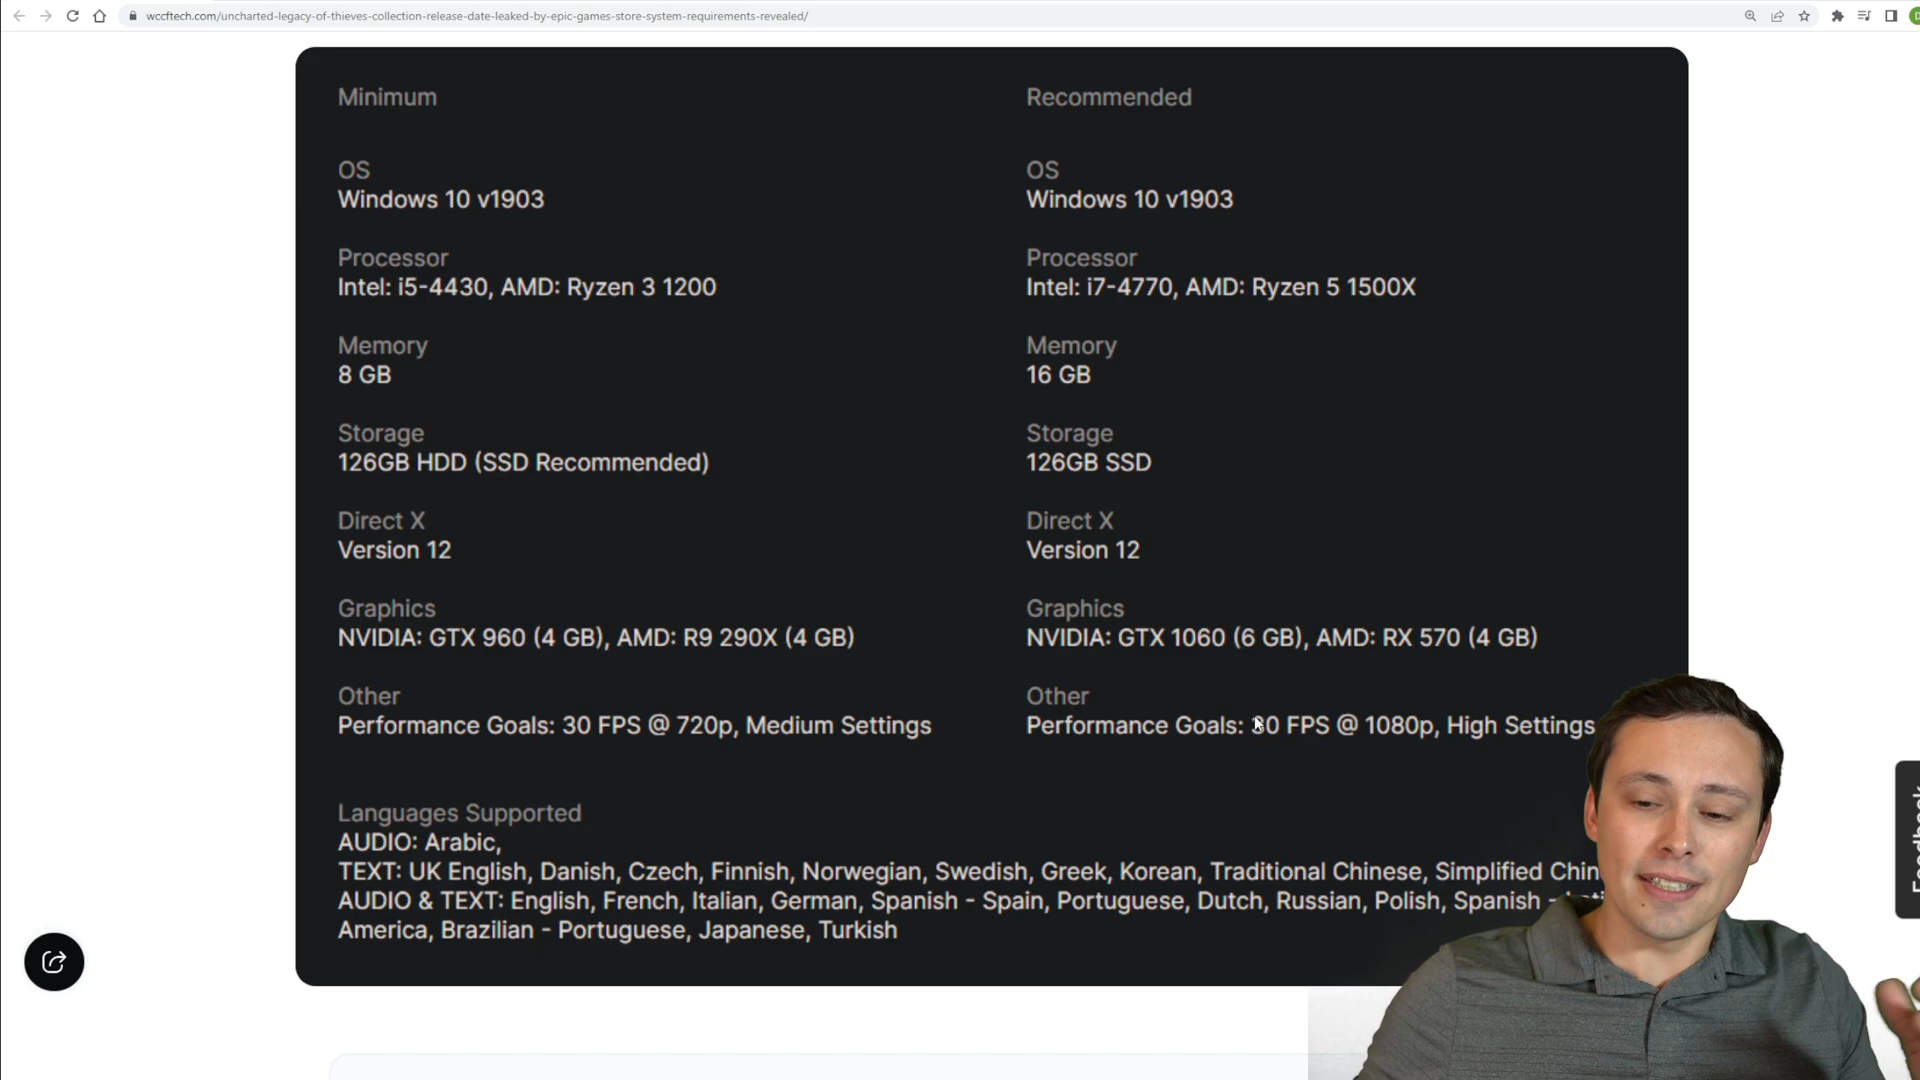 wccftech.com/uncharted-legacy-of-thieves-collection-release-date-leaked-by-epic-games-store-system-requirements-revealed/
Minimum
OS
Windows 10 v1903
Processor
Intel: i5-4430, AMD: Ryzen 3 1200
Memory
8 GB
Storage
126GB HDD (SSD Recommended)
Direct X
Version 12
Graphics
NVIDIA: GTX 960 (4 GB), AMD: R9 290X (4 GB)
Other
Performance Goals: 30 FPS @ 720p, Medium Settings
Recommended
OS
Windows 10 v1903
Processor
Intel: i7-4770, AMD: Ryzen 5 1500X
Memory
16 GB
Storage
126GB SSD
Direct X
Version 12
Graphics
NVIDIA: GTX 1060 (6 GB), AMD: RX 570 (4 GB)
Other
Performance Goals: 30 FPS @ 1080p, High Settings
Languages Supported
AUDIO: Arabic,
TEXT: UK English, Danish, Czech, Finnish, Norwegian, Swedish, Greek, Korean, Traditional Chinese, Simplified Chin
AUDIO & TEXT: English, French, Italian, German, Spanish - Spain, Portuguese, Dutch, Russian, Polish, Spanish -
America, Brazilian - Portuguese, Japanese, Turkish
Feedback